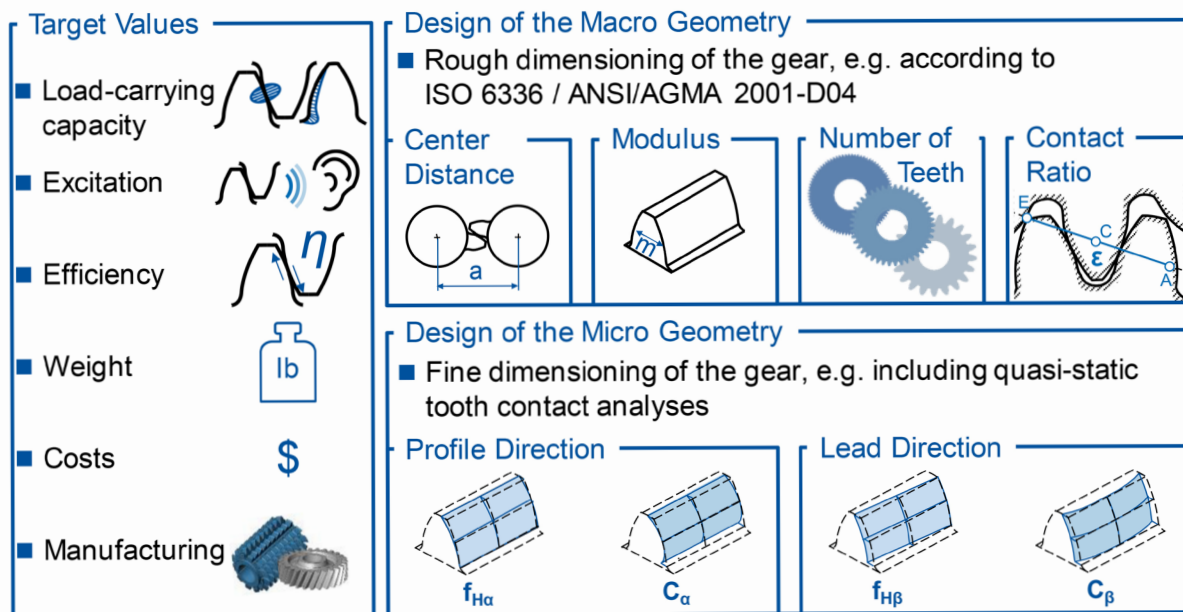 Target Values
■ Load-carrying
capacity
■ Excitation
■ Efficiency
η
■ Weight
lb
■ Costs
$
■ Manufacturing
Design of the Macro Geometry
■ Rough dimensioning of the gear, e.g. according to
ISO 6336 / ANSI/AGMA 2001-D04
Center
Distance
a
Modulus
m
Number of
Teeth
Contact
Ratio
E
C
ε
A
Design of the Micro Geometry
■ Fine dimensioning of the gear, e.g. including quasi-static
tooth contact analyses
Profile Direction
fHα
Cα
Lead Direction
fHβ
Cβ